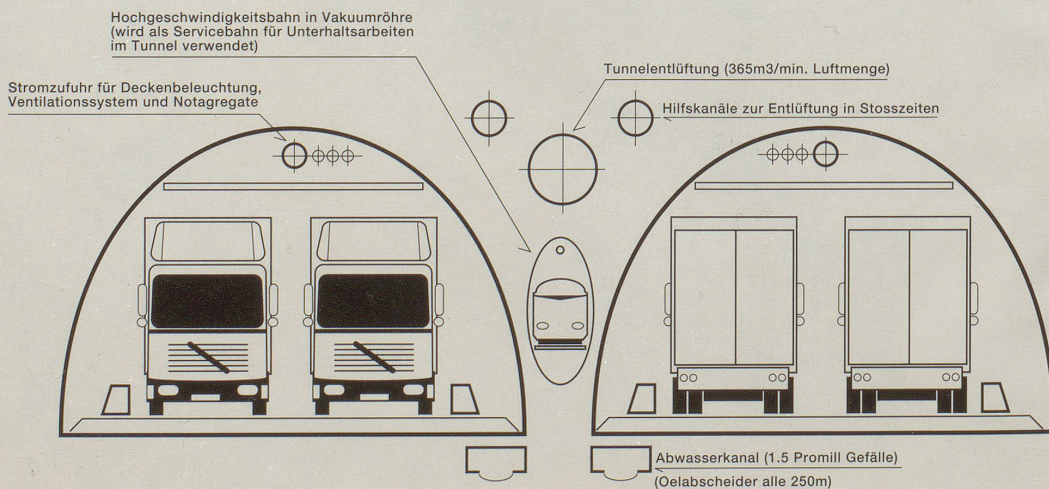 Hochgeschwindigkeitsbahn in Vakuumröhre
(wird als Servicebahn für Unterhaltsarbeiten
im Tunnel verwendet)
Stromzufuhr für Deckenbeleuchtung,
Ventilationssystem und Notagregate
Tunnelentlüftung (365m3/min. Luftmenge)
Hilfskanäle zur Entlüftung in Stosszeiten
Abwasserkanal (1.5 Promill Gefälle)
(Oelabscheider alle 250m)